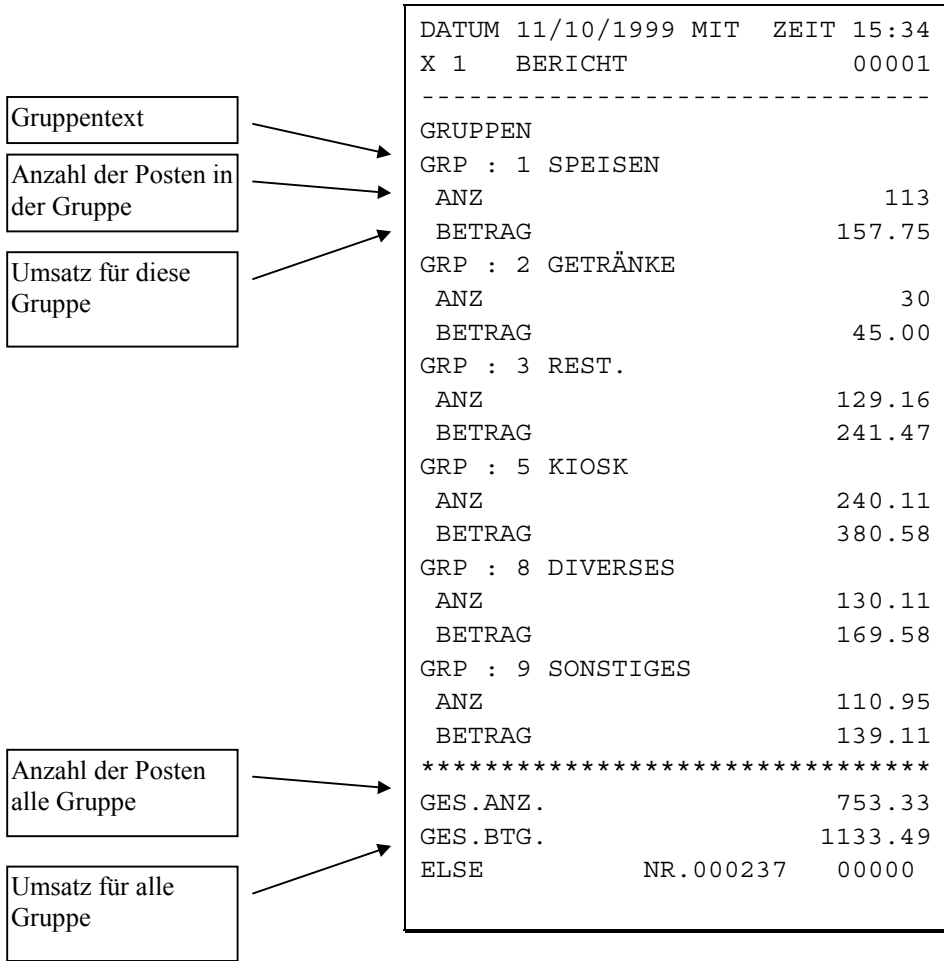 DATUM 11/10/1999 MIT ZEIT 15:34
X 1 BERICHT 00001
--------------------------------
GRUPPEN
GRP : 1 SPEISEN
ANZ 113
BETRAG 157.75
GRP : 2 GETRÄNKE
ANZ 30
BETRAG 45.00
GRP : 3 REST.
ANZ 129.16
BETRAG 241.47
GRP : 5 KIOSK
ANZ 240.11
BETRAG 380.58
GRP : 8 DIVERSES
ANZ 130.11
BETRAG 169.58
GRP : 9 SONSTIGES
ANZ 110.95
BETRAG 139.11
********************************
GES.ANZ. 753.33
GES.BTG. 1133.49
ELSE NR.000237 00000
Gruppentext
Anzahl der Posten in
der Gruppe
Umsatz für diese
Gruppe
Anzahl der Posten
alle Gruppe
Umsatz für alle
Gruppe